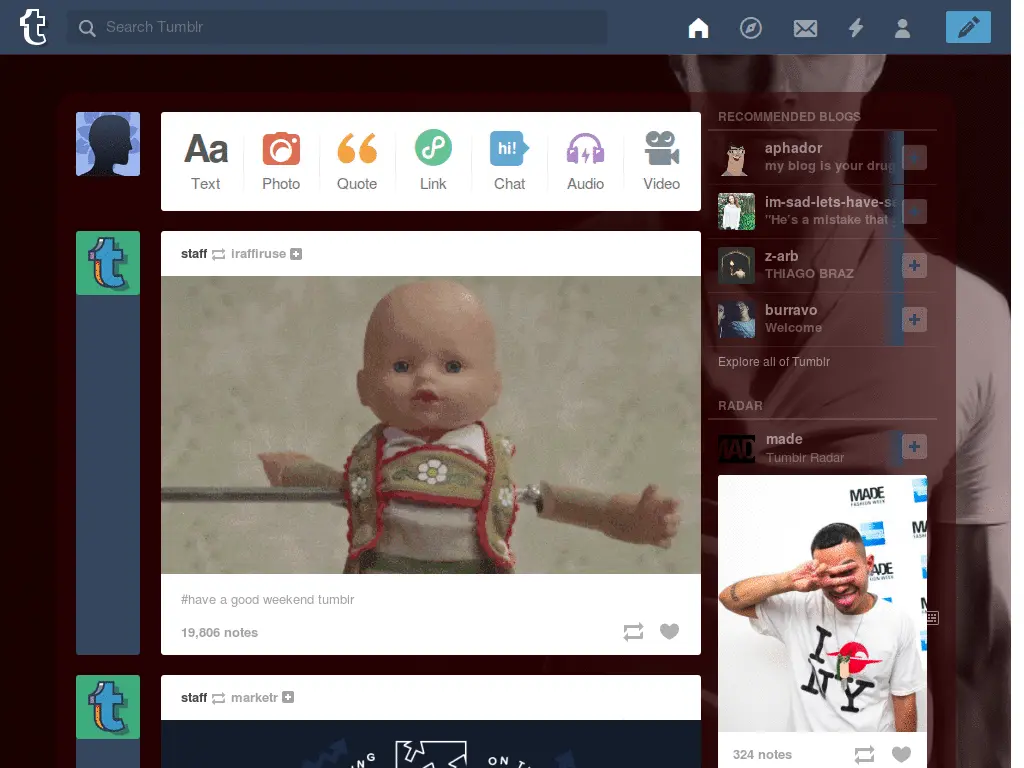 t
Search Tumblr
Aa
hi!
Text
Photo
Quote
Link
Chat
Audio
Video
t
staff iraffiruse
#have a good weekend tumblr
19,806 notes
t
staff marketr
ON
RECOMMENDED BLOGS
aphador
my blog is your drug
im-sad-lets-have-s
"He's a mistake that
z-arb
THIAGO BRAZ
burravo
Welcome
Explore all of Tumblr
RADAR
MAD
made
Tumblr Radar
MADE
FASHION WEEK
I
NY
324 notes